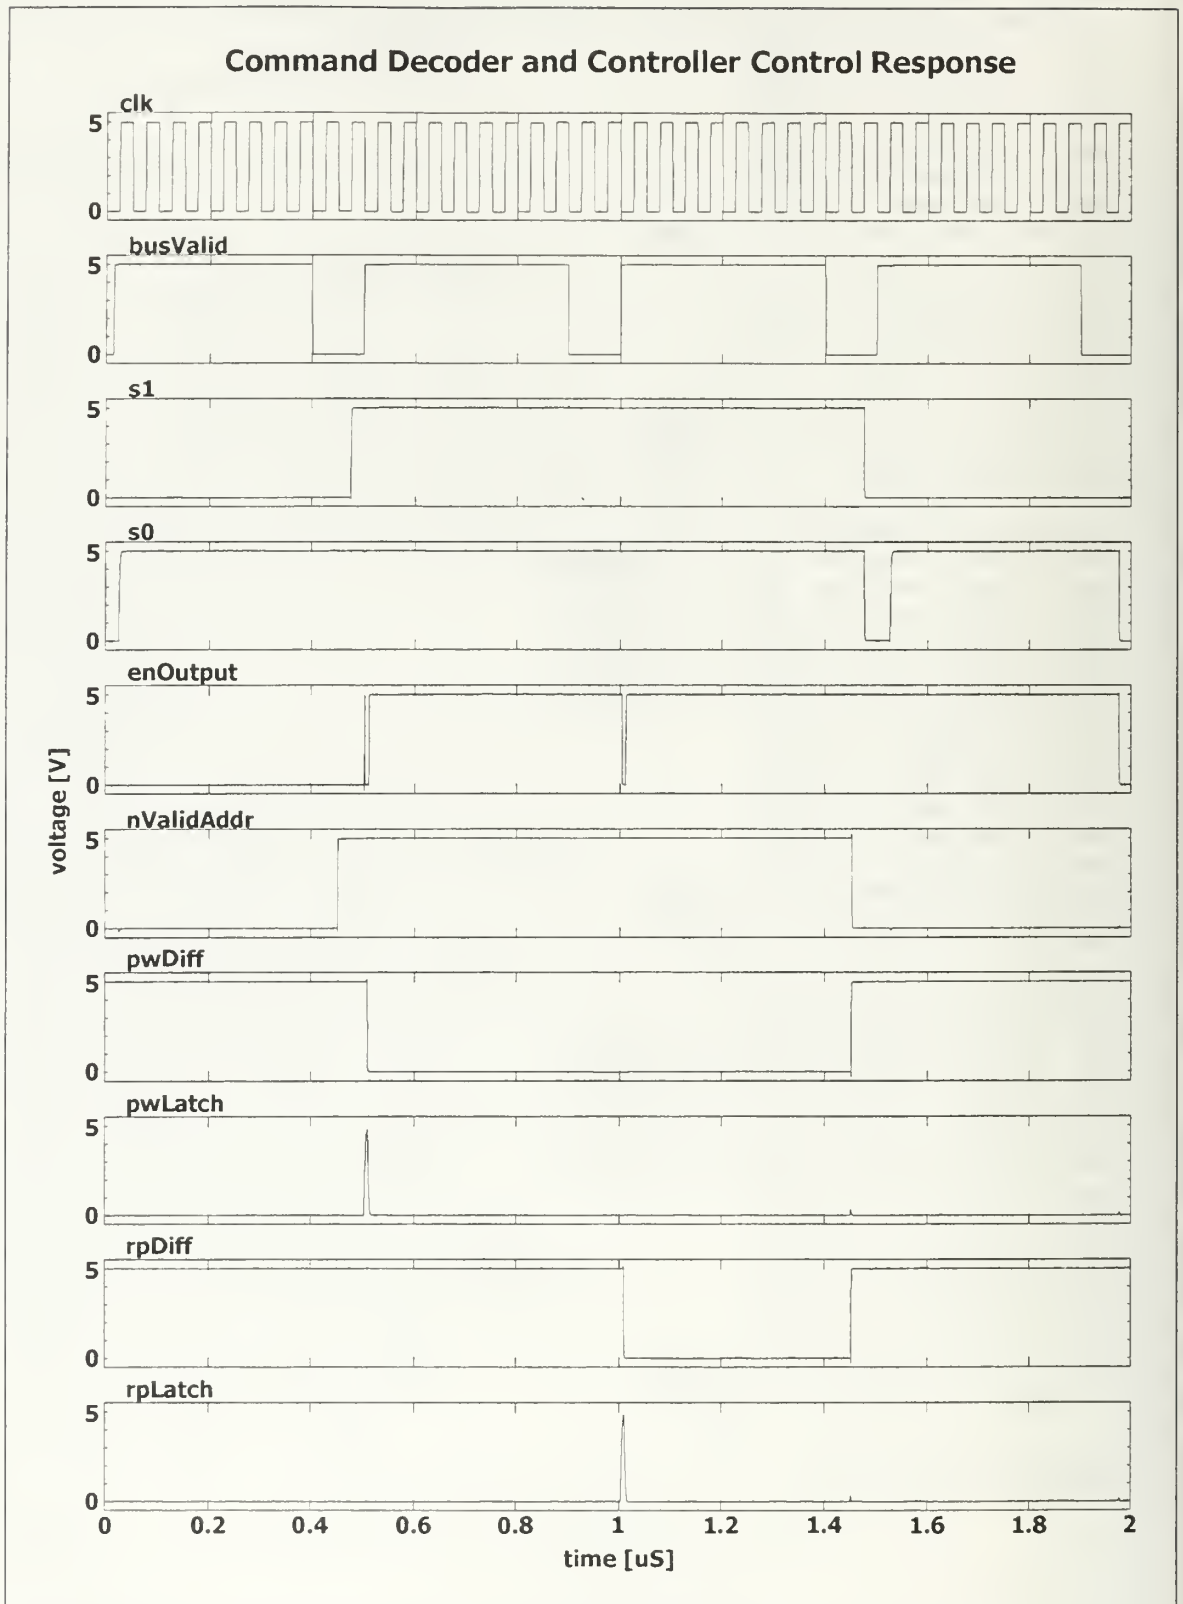 Command Decoder and Controller Control Response
clk
5
0
busValid
5
0
s1
5
0
s0
5
0
enOutput
5
0
nValidAddr
5
0
pwDiff
5
0
pwLatch
5
0
rpDiff
5
0
rpLatch
5
0
0 0.2 0.4 0.6 0.8 1 1.2 1.4 1.6 1.8 2
time [uS]
voltage [V]